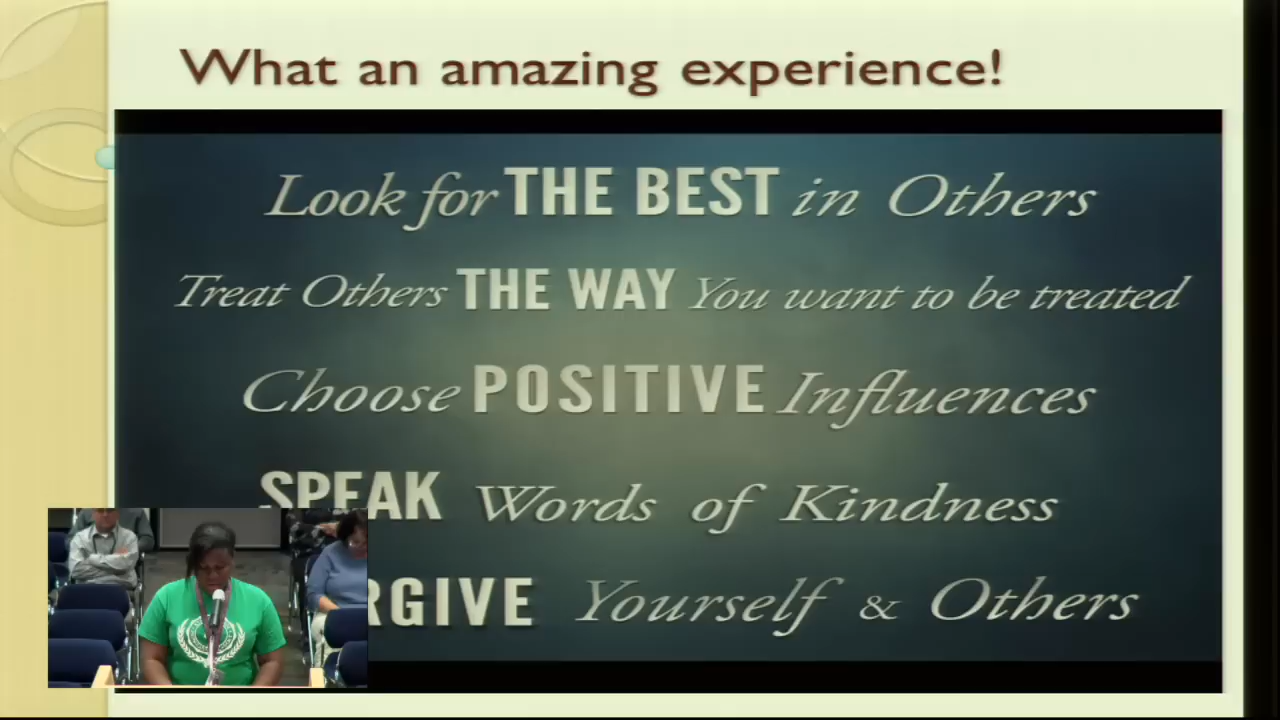 What an amazing experience!
Look for THE BEST in Others
Treat Others THE WAY You want to be treated
Choose POSITIVE Influences
SPEAK Words of Kindness
RGIVE Yourself & Others